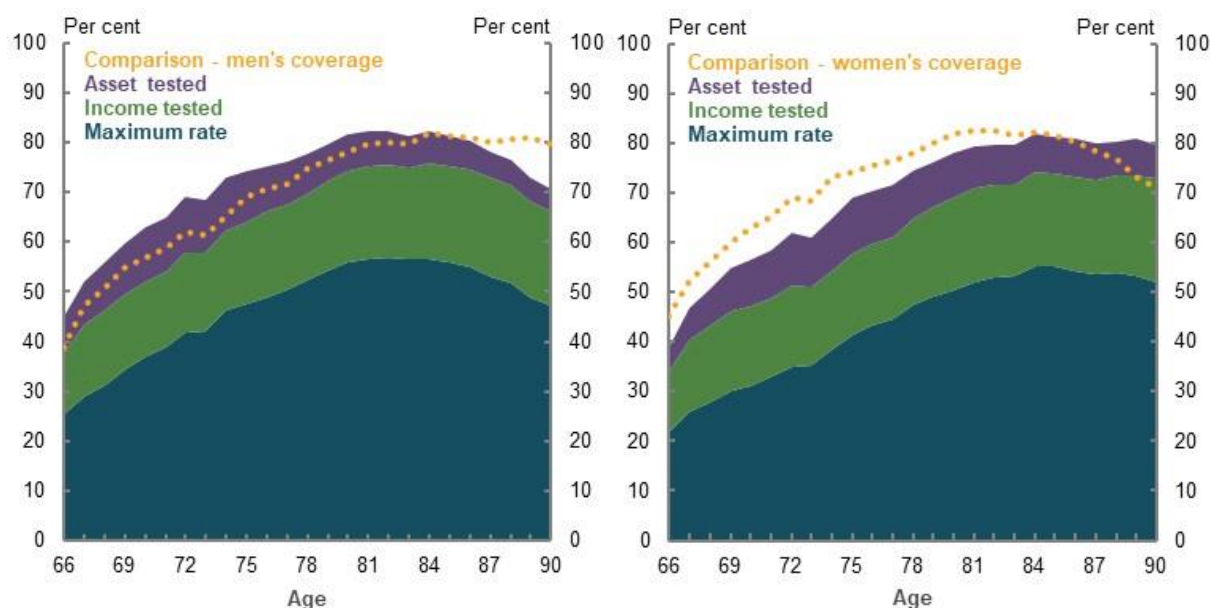 Per cent
Per cent
100
90
80
70
60
50
40
30
20
10
0
Comparison - men's coverage
Asset tested
Income tested
Maximum rate
100
90
80
70
60
50
40
30
20
10
0
66 69 72 75 78 81 84 87 90
Age
Per cent
Per cent
100
90
80
70
60
50
40
30
20
10
0
Comparison - women's coverage
Asset tested
Income tested
Maximum rate
100
90
80
70
60
50
40
30
20
10
0
66 69 72 75 78 81 84 87 90
Age